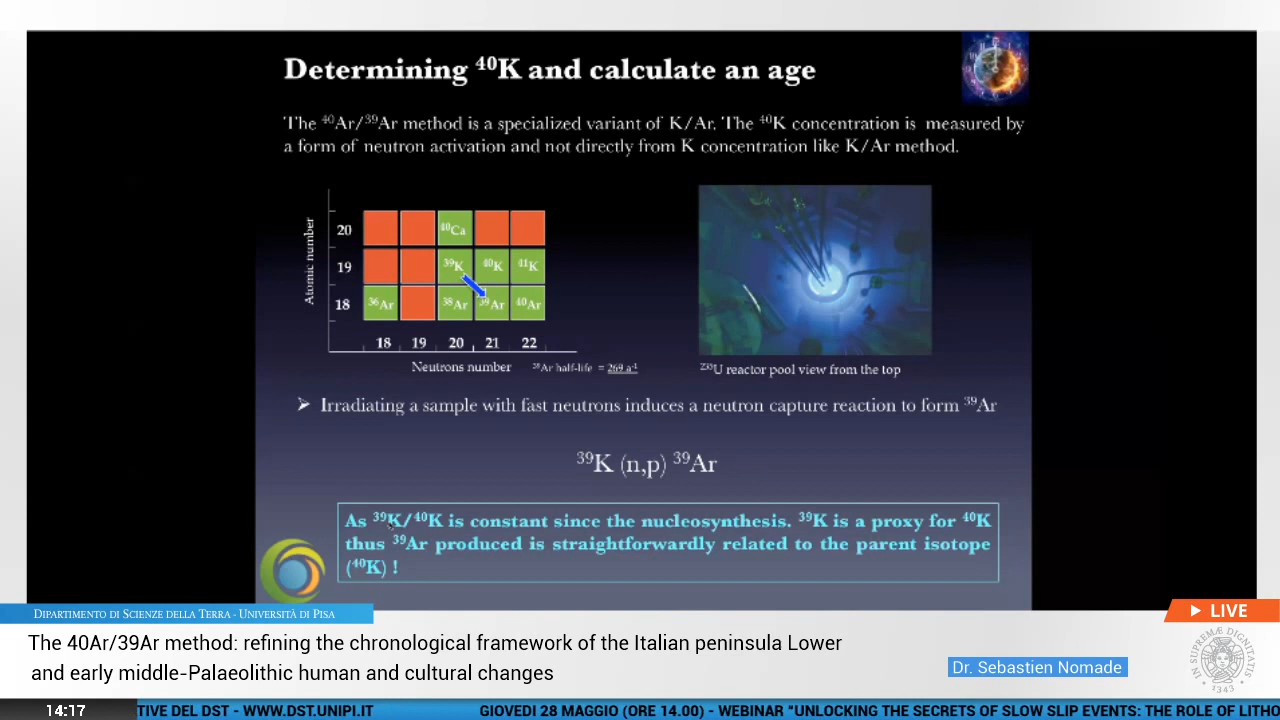 Determining ⁴⁰K and calculate an age
The ⁴⁰Ar/³⁹Ar method is a specialized variant of K/Ar. The ⁴⁰K concentration is measured by
a form of neutron activation and not directly from K concentration like K/Ar method.
Atomic number
20
⁴⁰Ca
19
³⁹K
⁴⁰K
⁴¹K
18
³⁶Ar
³⁸Ar
³⁹Ar
⁴⁰Ar
18 19 20 21 22
Neutrons number
Ar half-life = 269 a⁻¹
²³⁵U reactor pool view from the top
➤ Irradiating a sample with fast neutrons induces a neutron capture reaction to form ³⁹Ar
³⁹K (n,p) ³⁹Ar
As ³⁹K/⁴⁰K is constant since the nucleosynthesis. ³⁹K is a proxy for ⁴⁰K
thus ³⁹Ar produced is straightforwardly related to the parent isotope
(⁴⁰K) !
DIPARTIMENTO DI SCIENZE DELLA TERRA - UNIVERSITÀ DI PISA
LIVE
The 40Ar/39Ar method: refining the chronological framework of the Italian peninsula Lower
and early middle-Palaeolithic human and cultural changes
Dr. Sebastien Nomade
1343
14:17
TIVE DEL DST - WWW.DST.UNIPI.IT GIOVEDI 28 MAGGIO (ORE 14.00) - WEBINAR "UNLOCKING THE SECRETS OF SLOW SLIP EVENTS: THE ROLE OF LITHO